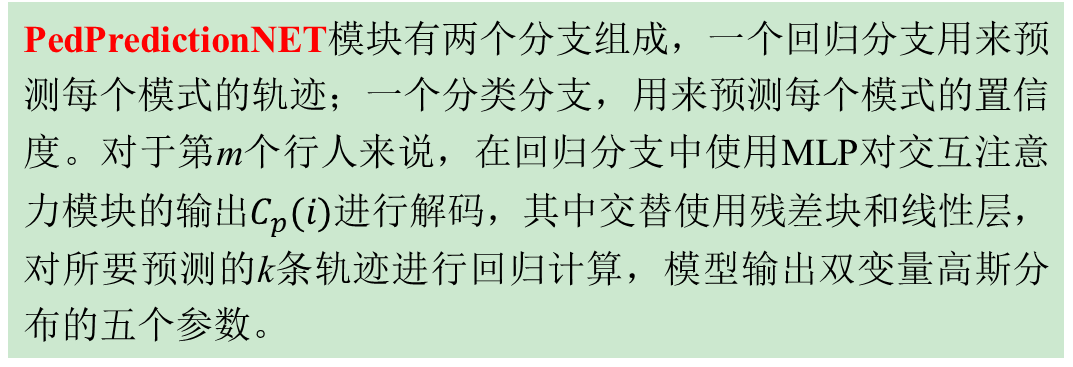 PedPredictionNET模块有两个分支组成，一个回归分支用来预
测每个模式的轨迹；一个分类分支，用来预测每个模式的置信
度。对于第m个行人来说，在回归分支中使用MLP对交互注意
力模块的输出Cₚ(i)进行解码，其中交替使用残差块和线性层，
对所要预测的k条轨迹进行回归计算，模型输出双变量高斯分
布的五个参数。